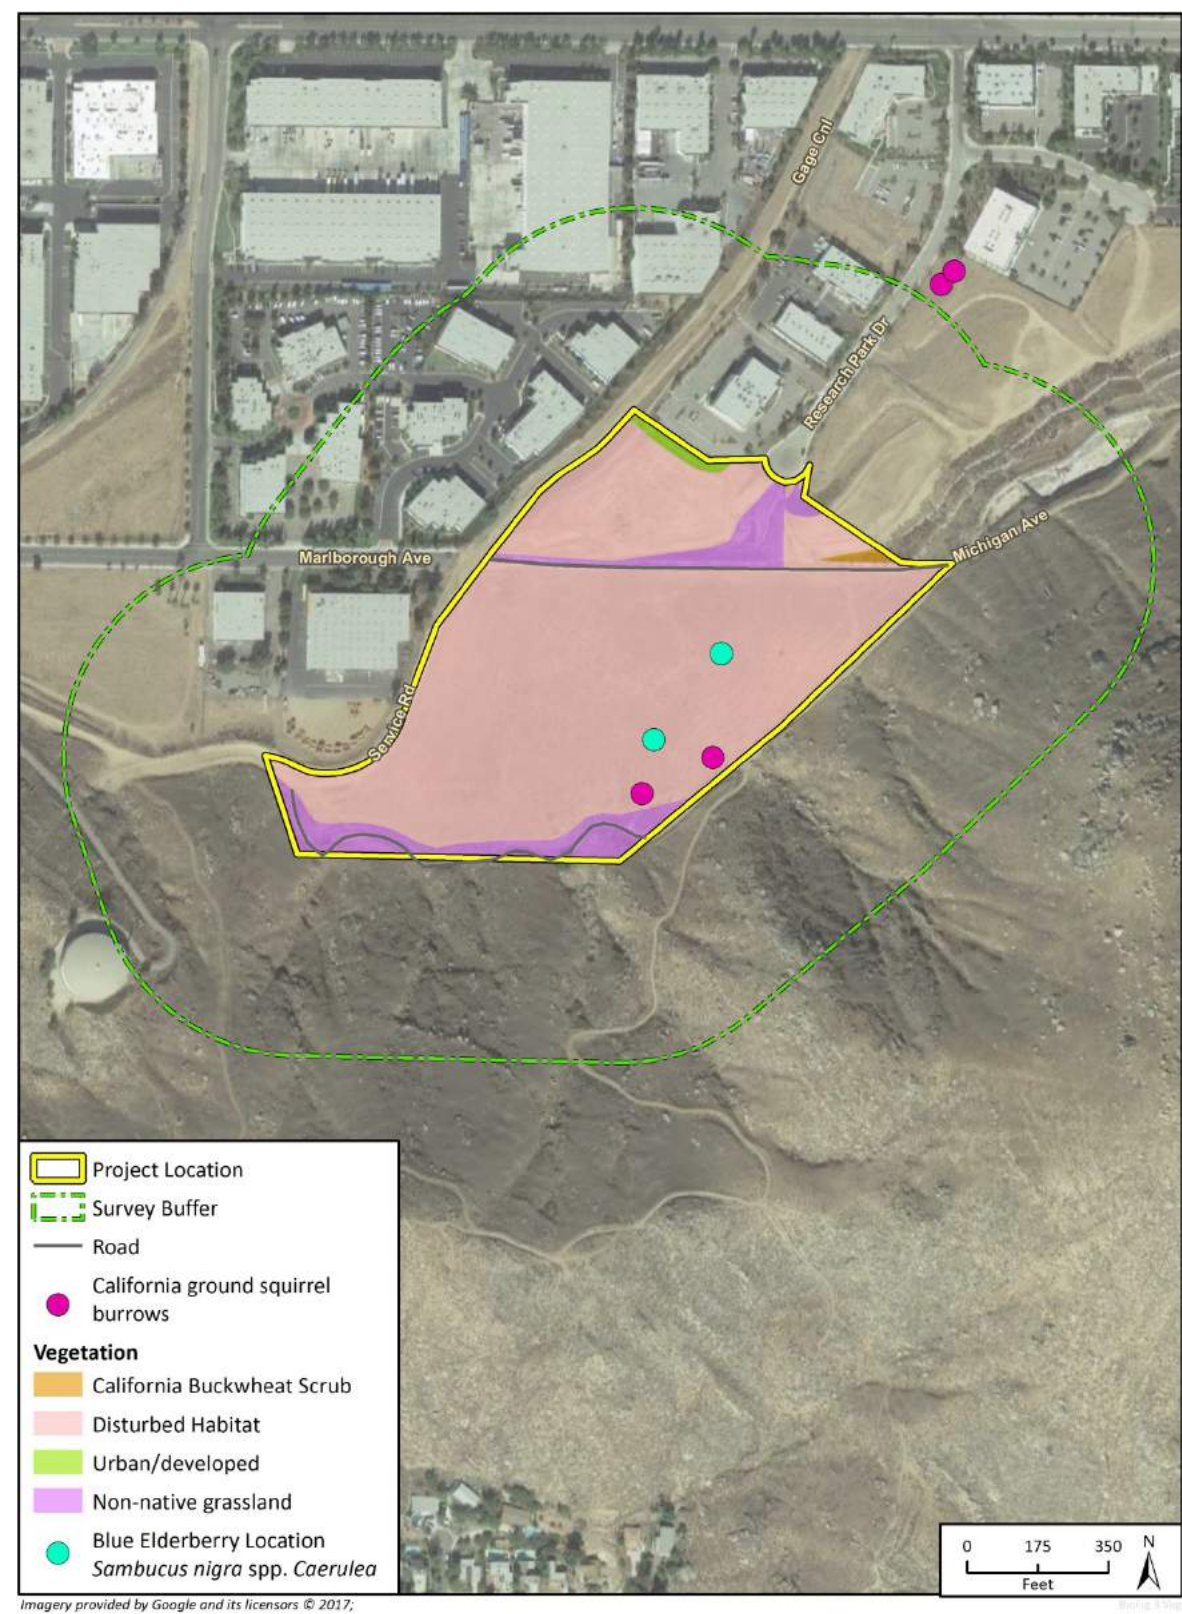 Gage Cnl
Research Park Dr
Marlborough Ave
Michigan Ave
Service Rd
Project Location
Survey Buffer
Road
California ground squirrel
burrows
Vegetation
California Buckwheat Scrub
Disturbed Habitat
Urban/developed
Non-native grassland
Blue Elderberry Location
Sambucus nigra spp. Caerulea
0 175 350
Feet
N
Imagery provided by Google and its licensors © 2017;